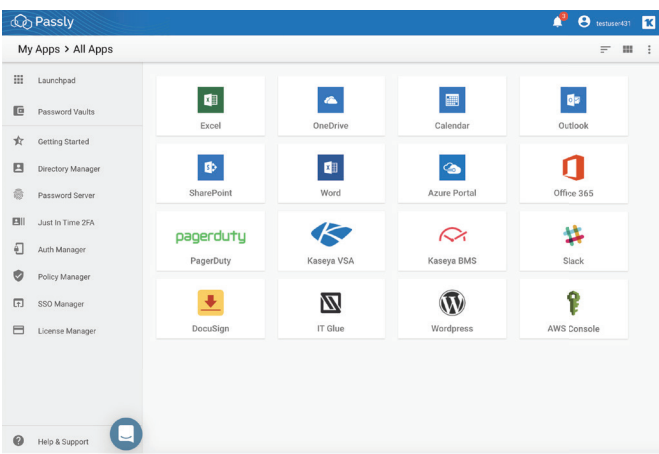 Passly
3
testuser431
My Apps > All Apps
Launchpad
Password Vaults
Getting Started
Directory Manager
Password Server
Just In Time 2FA
Auth Manager
Policy Manager
SSO Manager
License Manager
Help & Support
Excel
OneDrive
Calendar
Outlook
SharePoint
Word
Azure Portal
Office 365
pagerduty
PagerDuty
Kaseya VSA
Kaseya BMS
Slack
DocuSign
IT Glue
Wordpress
AWS Console